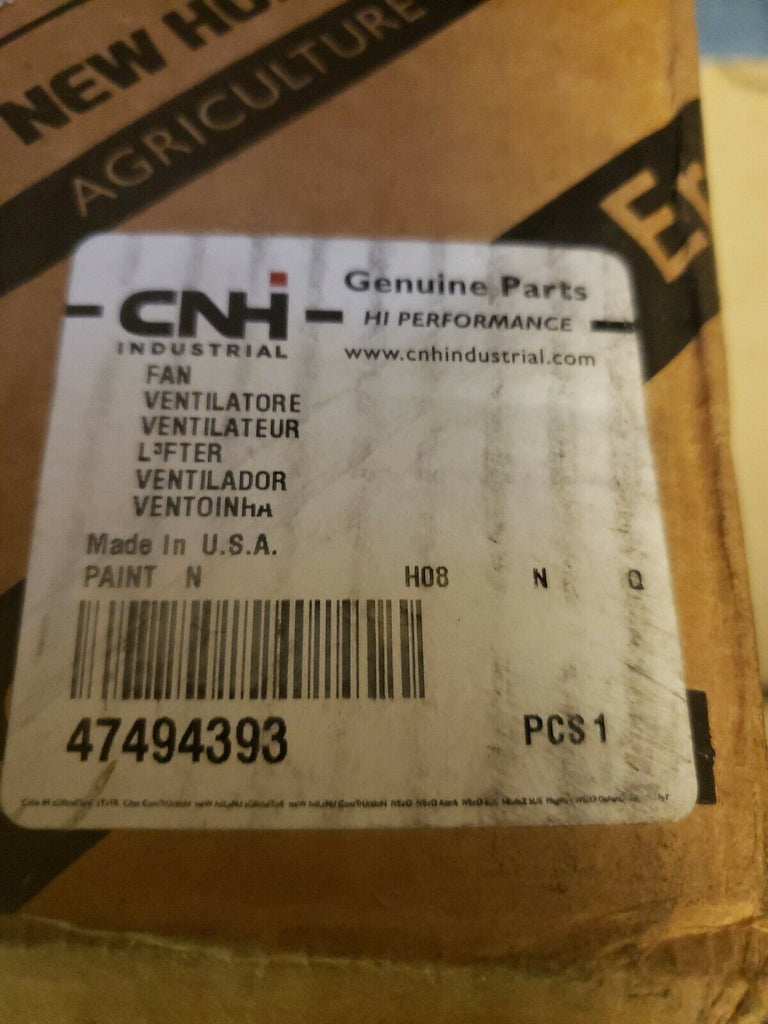 NEW HO
AGRICULTURE
Er
CNH
INDUSTRIAL
Genuine Parts
HI PERFORMANCE
www.cnhindustrial.com
FAN
VENTILATORE
VENTILATEUR
L³FTER
VENTILADOR
VENTOINHA
Made In U.S.A.
PAINT N H08 N Q
47494393 PCS 1